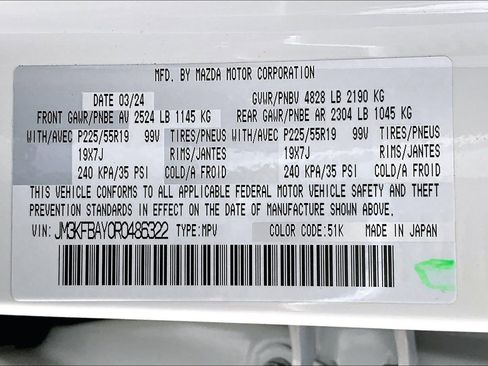 MFD. BY MAZDA MOTOR CORPORATION
DATE 03/24 GVWR/PNBV 4828 LB 2190 KG
FRONT GAWR/PNBE AV 2524 LB 1145 KG REAR GAWR/PNBE AR 2304 LB 1045 KG
WITH/AVEC P225/55R19 99V TIRES/PNEUS WITH/AVEC P225/55R19 99V TIRES/PNEUS
19X7J RIMS/JANTES 19X7J RIMS/JANTES
240 KPA/35 PSI COLD/A FROID 240 KPA/35 PSI COLD/A FROID
THIS VEHICLE CONFORMS TO ALL APPLICABLE FEDERAL MOTOR VEHICLE SAFETY AND THEFT
PREVENTION STANDARDS IN EFFECT ON THE DATE OF MANUFACTURE SHOWN ABOVE.
VIN: JM3KFBAY0R0486322 TYPE: MPV COLOR CODE: 51K MADE IN JAPAN